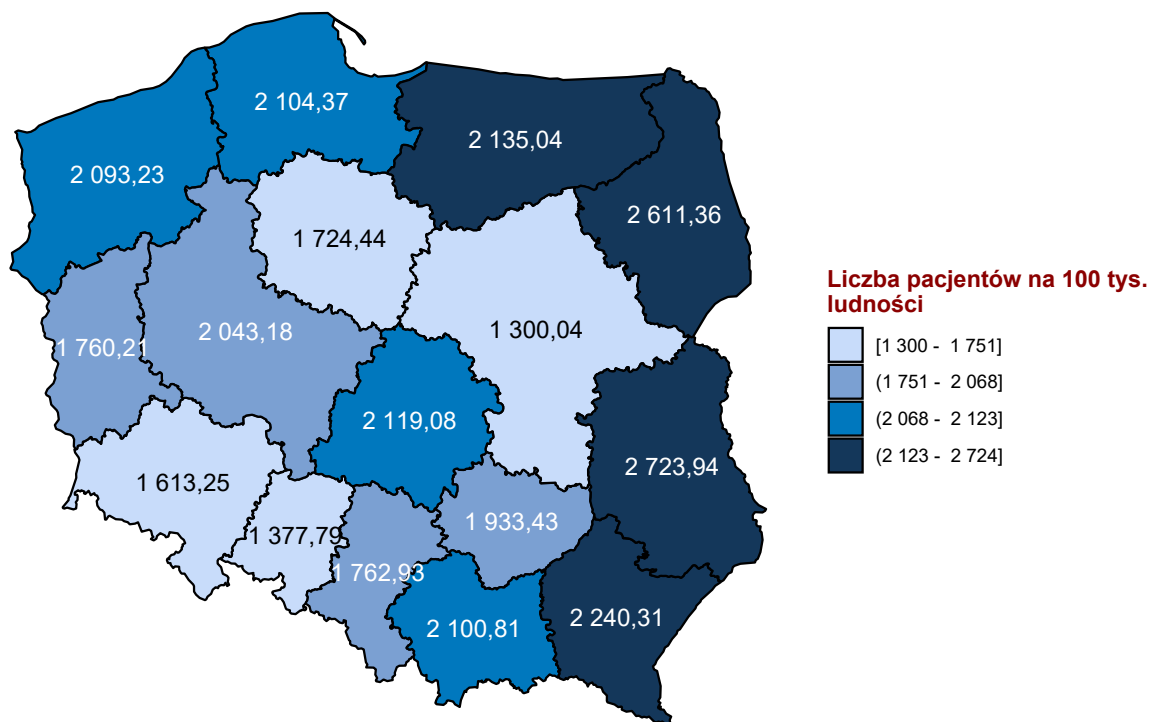 2 104,37
2 135,04
2 093,23
2 611,36
1 724,44
1 300,04
2 043,18
1 760,21
2 119,08
2 723,94
1 613,25
1 933,43
1 377,79
1 762,93
2 240,31
2 100,81
Liczba pacjentów na 100 tys.
ludności
[1 300 - 1 751]
(1 751 - 2 068]
(2 068 - 2 123]
(2 123 - 2 724]